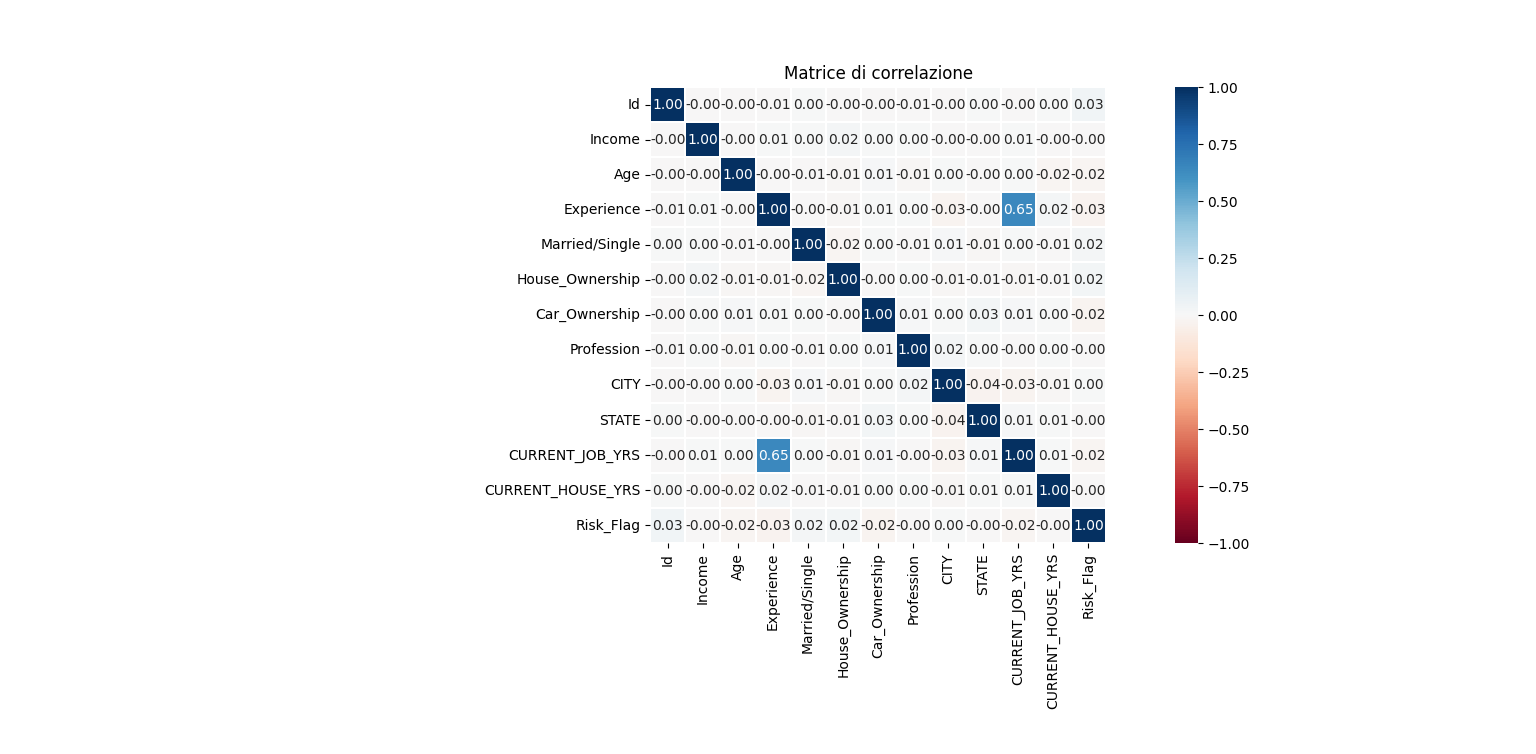 Matrice di correlazione
Id 1.00 -0.00 -0.00 -0.01 0.00 -0.00 -0.00 -0.01 -0.00 0.00 -0.00 0.00 0.03
Income -0.00 1.00 -0.00 0.01 0.00 0.02 0.00 0.00 -0.00 -0.00 0.01 -0.00 -0.00
Age -0.00 -0.00 1.00 -0.00 -0.01 -0.01 0.01 -0.01 0.00 -0.00 0.00 -0.02 -0.02
Experience -0.01 0.01 -0.00 1.00 -0.00 -0.01 0.01 0.00 -0.03 -0.00 0.65 0.02 -0.03
Married/Single 0.00 0.00 -0.01 -0.00 1.00 -0.02 0.00 -0.01 0.01 -0.01 0.00 -0.01 0.02
House_Ownership -0.00 0.02 -0.01 -0.01 -0.02 1.00 -0.00 0.00 -0.01 -0.01 -0.01 -0.01 0.02
Car_Ownership -0.00 0.00 0.01 0.01 0.00 -0.00 1.00 0.01 0.00 0.03 0.01 0.00 -0.02
Profession -0.01 0.00 -0.01 0.00 -0.01 0.00 0.01 1.00 0.02 0.00 -0.00 0.00 -0.00
CITY -0.00 -0.00 0.00 -0.03 0.01 -0.01 0.00 0.02 1.00 -0.04 -0.03 -0.01 0.00
STATE 0.00 -0.00 -0.00 -0.00 -0.01 -0.01 0.03 0.00 -0.04 1.00 0.01 0.01 -0.00
CURRENT_JOB_YRS -0.00 0.01 0.00 0.65 0.00 -0.01 0.01 -0.00 -0.03 0.01 1.00 0.01 -0.02
CURRENT_HOUSE_YRS 0.00 -0.00 -0.02 0.02 -0.01 -0.01 0.00 0.00 -0.01 0.01 0.01 1.00 -0.00
Risk_Flag 0.03 -0.00 -0.02 -0.03 0.02 0.02 -0.02 -0.00 0.00 -0.00 -0.02 -0.00 1.00
Id
Income
Age
Experience
Married/Single
House_Ownership
Car_Ownership
Profession
CITY
STATE
CURRENT_JOB_YRS
CURRENT_HOUSE_YRS
Risk_Flag
1.00
0.75
0.50
0.25
0.00
−0.25
−0.50
−0.75
−1.00